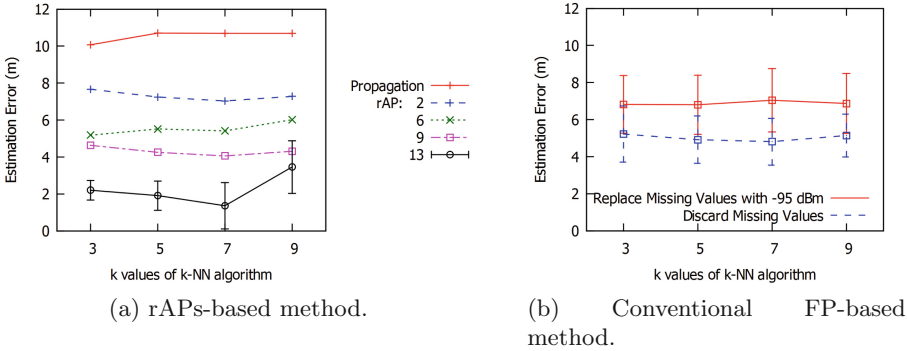 12
10
8
6
4
2
0
Estimation Error (m)
3 5 7 9
k values of k-NN algorithm
Propagation
rAP: 2
6
9
13
(a) rAPs-based method.
12
10
8
6
4
2
0
Estimation Error (m)
Replace Missing Values with -95 dBm
Discard Missing Values
3 5 7 9
k values of k-NN algorithm
(b) Conventional FP-based
method.